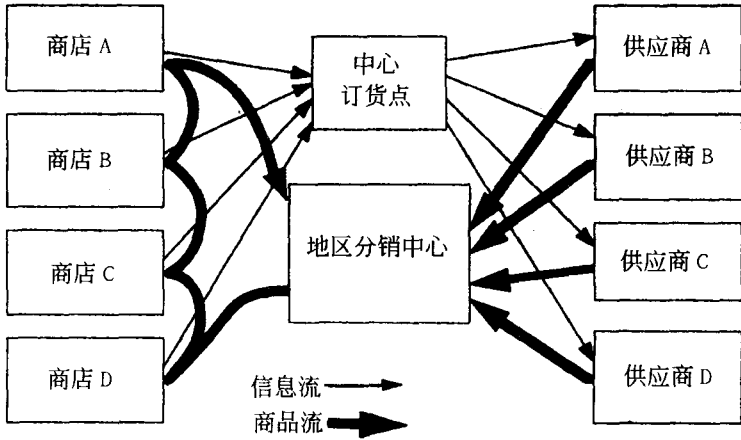 商店 A
商店 B
商店 C
商店 D
中心
订货点
地区分销中心
供应商 A
供应商 B
供应商 C
供应商 D
信息流
商品流